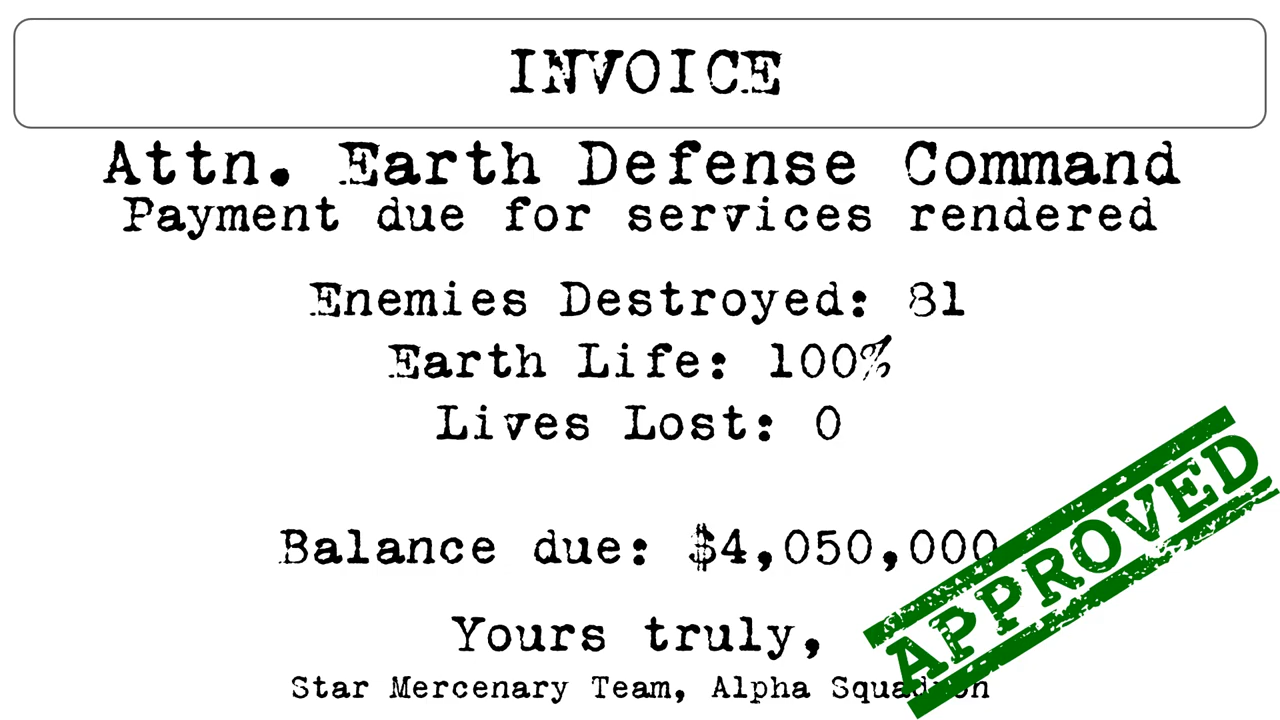 INVOICE
Attn. Earth Defense Command
Payment due for services rendered
Enemies Destroyed: 81
Earth Life: 100%
Lives Lost: 0
Balance due: $4,050,000
Yours truly,
Star Mercenary Team, Alpha Squadron
APPROVED